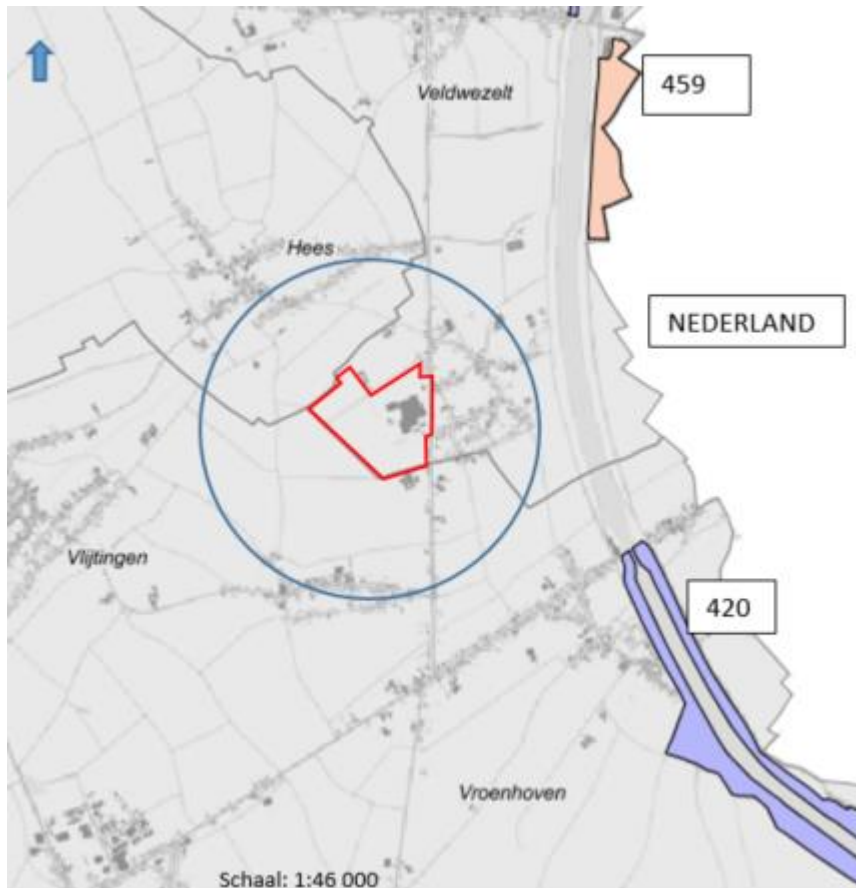 459
Veldwezelt
Hees
NEDERLAND
Vlijtingen
420
Vroenhoven
Schaal: 1:46 000